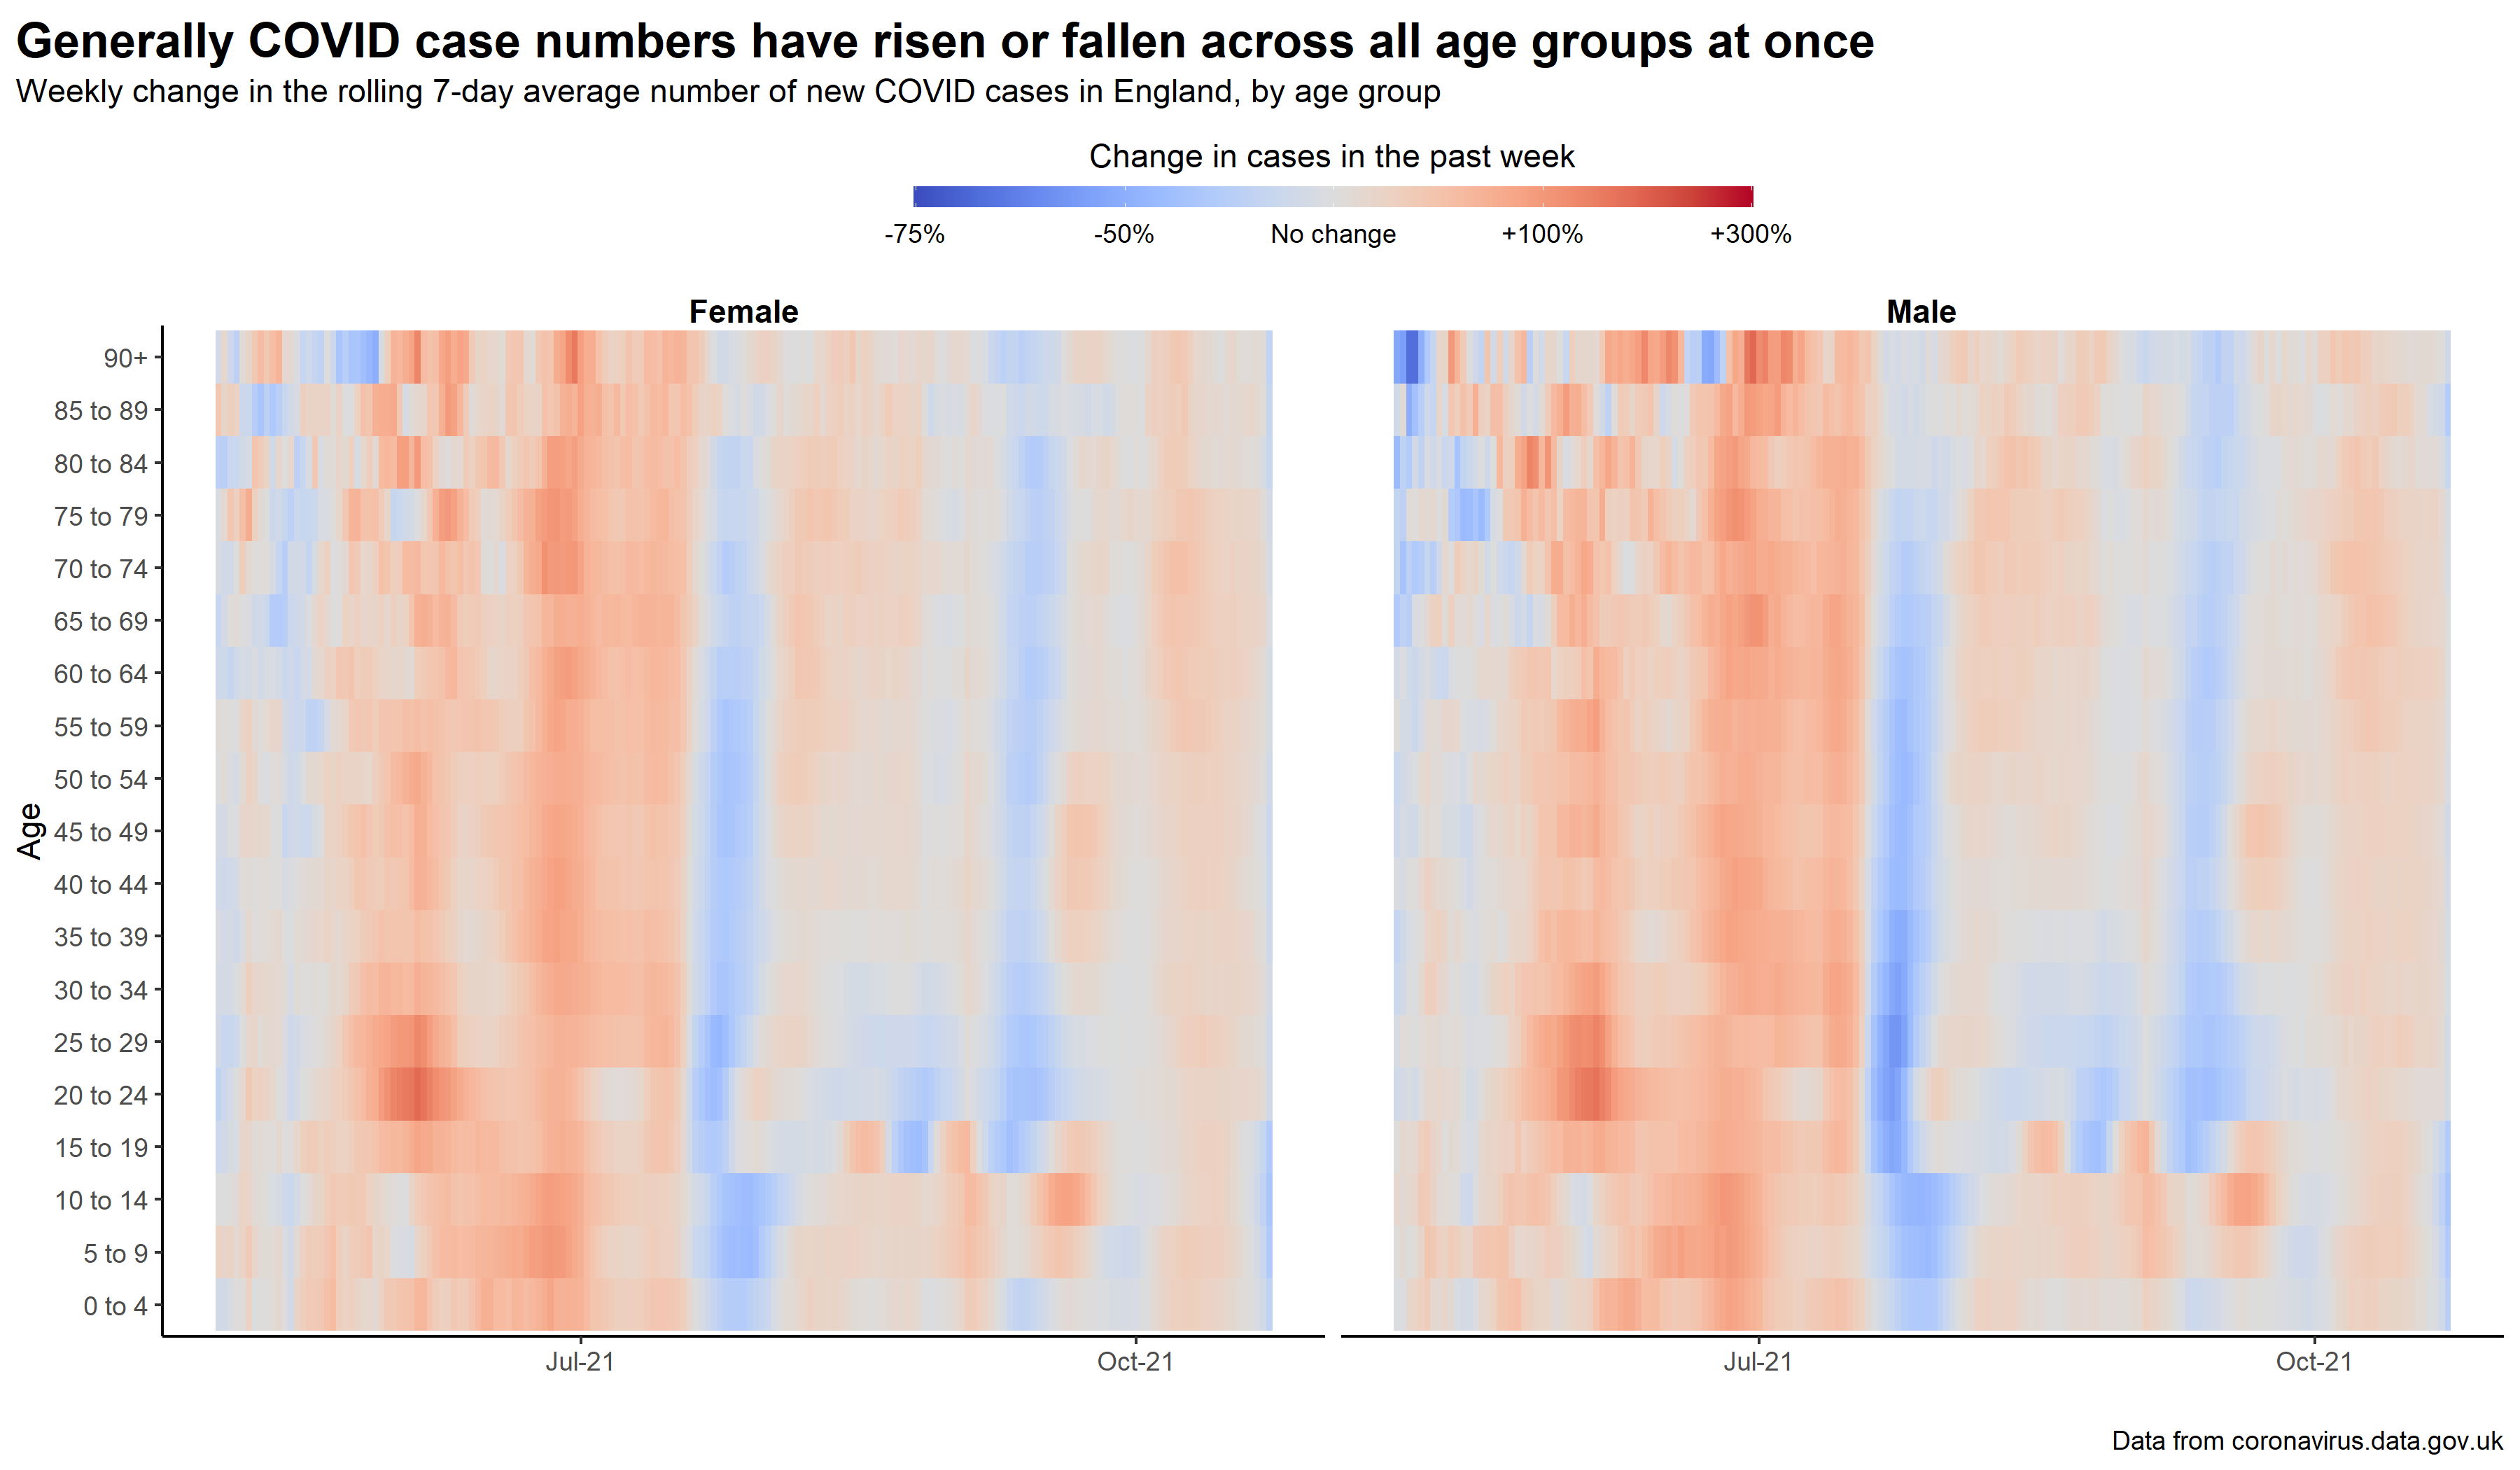 Generally COVID case numbers have risen or fallen across all age groups at once
Weekly change in the rolling 7-day average number of new COVID cases in England, by age group
Change in cases in the past week
-75% -50% No change +100% +300%
Female Male
90+
85 to 89
80 to 84
75 to 79
70 to 74
65 to 69
60 to 64
55 to 59
50 to 54
45 to 49
40 to 44
35 to 39
30 to 34
25 to 29
20 to 24
15 to 19
10 to 14
5 to 9
0 to 4
Age
Jul-21 Oct-21 Jul-21 Oct-21
Data from coronavirus.data.gov.uk